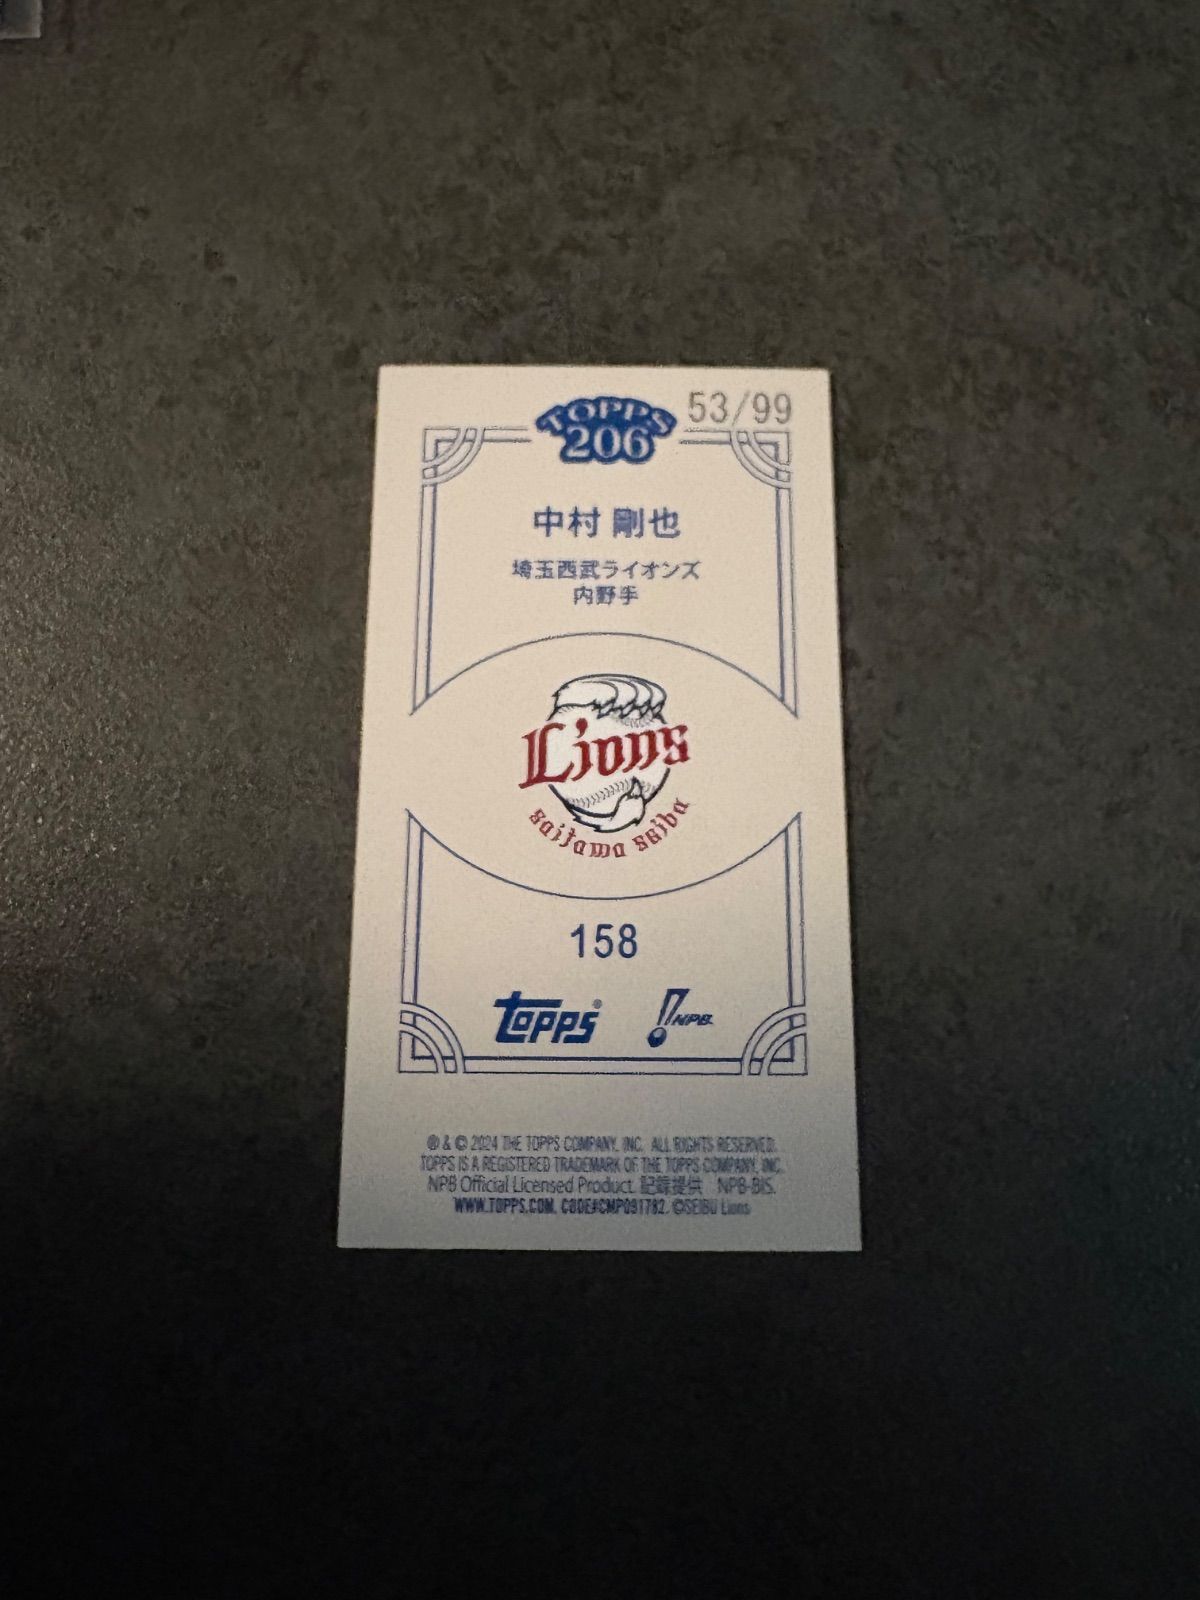 TOPPS
206
53/99
中村 剛也
埼玉西武ライオンズ
内野手
Lions
saitama seibu
158
topps®
NPB
® & © 2024 THE TOPPS COMPANY, INC. ALL RIGHTS RESERVED.
TOPPS IS A REGISTERED TRADEMARK OF THE TOPPS COMPANY, INC.
NPB Official Licensed Product. 記録提供 NPB-BIS.
WWW.TOPPS.COM. CODE#CMP091782. ©SEIBU Lions